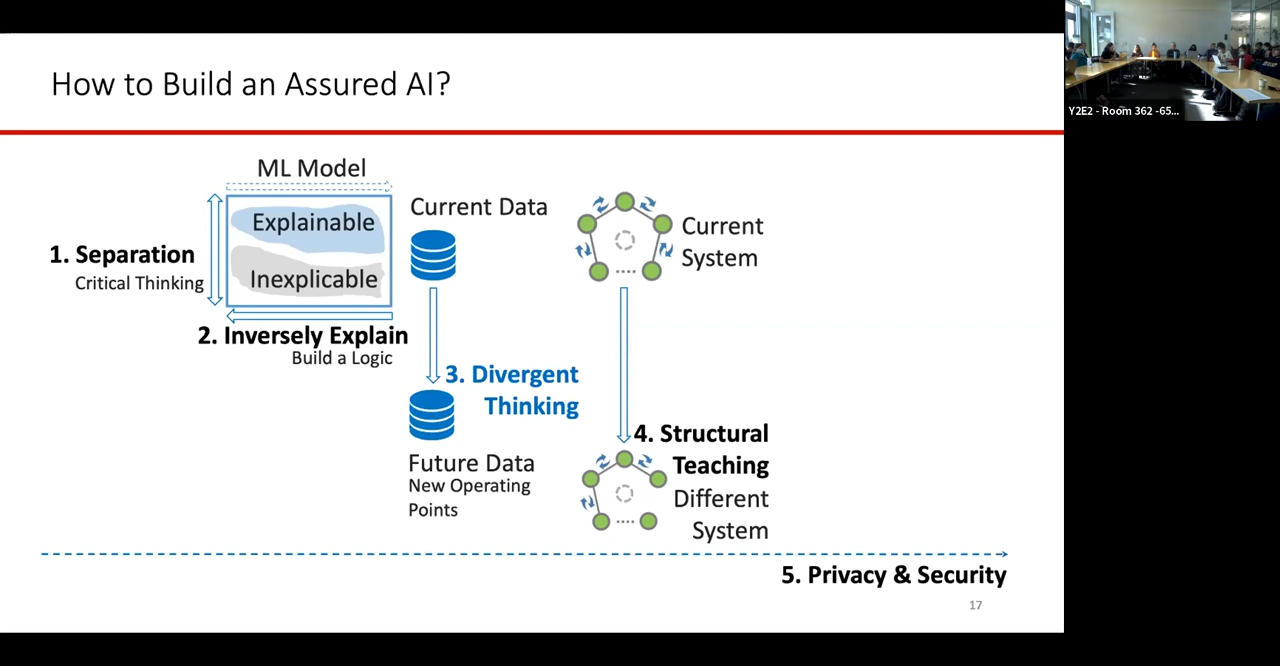 How to Build an Assured AI?
ML Model
Explainable
Inexplicable
1. Separation
Critical Thinking
2. Inversely Explain
Build a Logic
Current Data
3. Divergent
Thinking
Future Data
New Operating
Points
Current
System
4. Structural
Teaching
Different
System
5. Privacy & Security
17
Y2E2 - Room 362 -65...